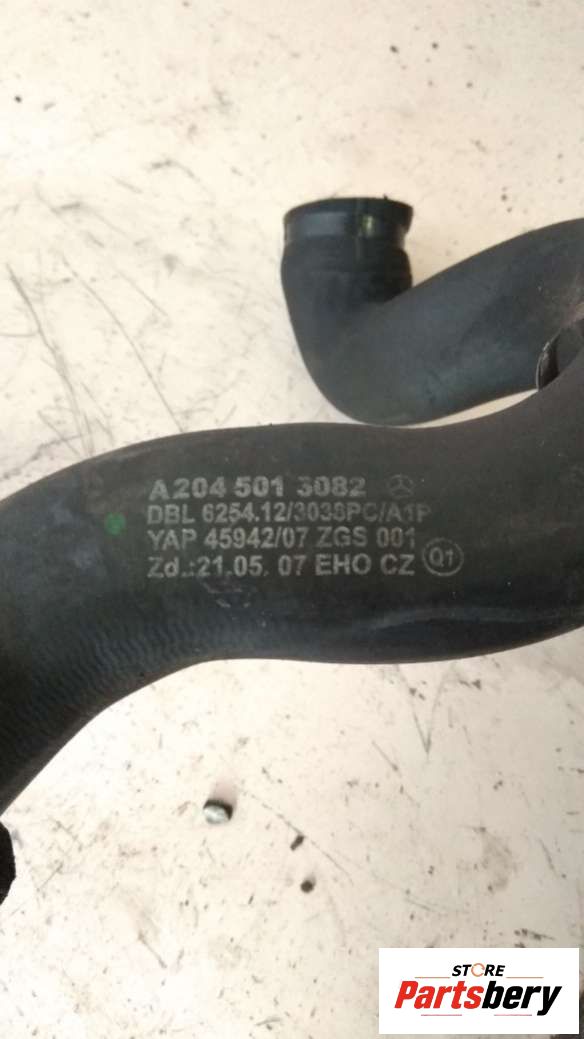 A204 501 3082
DBL 6254.12/3038PC/A1P
YAP 45942/07 ZGS 001
Zd.:21.05. 07 EHO CZ Q1
STORE
Partsbery